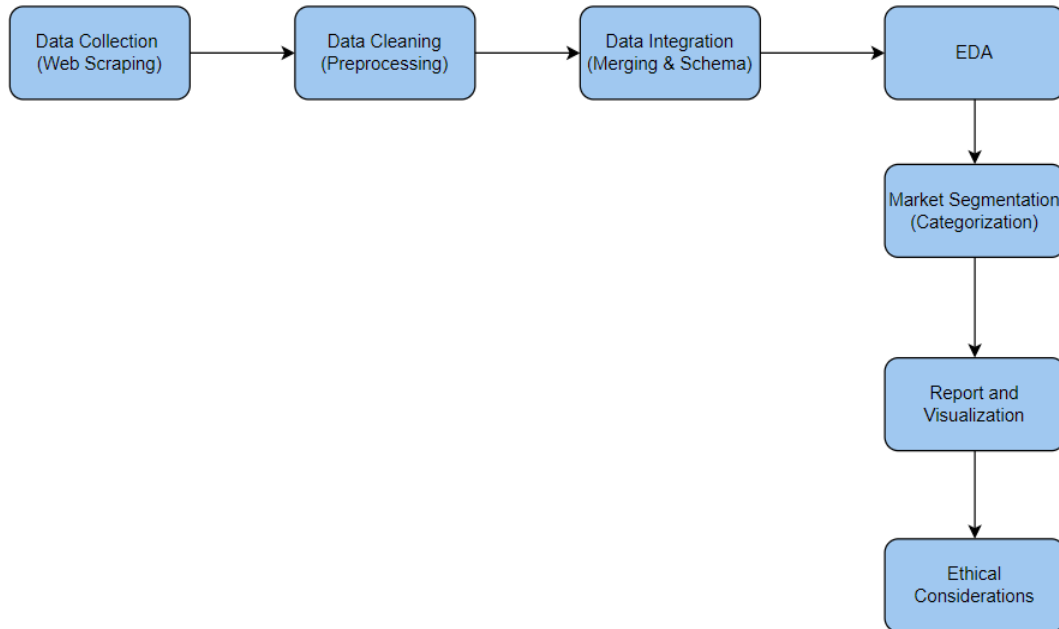 Data Collection
(Web Scraping)
Data Cleaning
(Preprocessing)
Data Integration
(Merging & Schema)
EDA
Market Segmentation
(Categorization)
Report and
Visualization
Ethical
Considerations